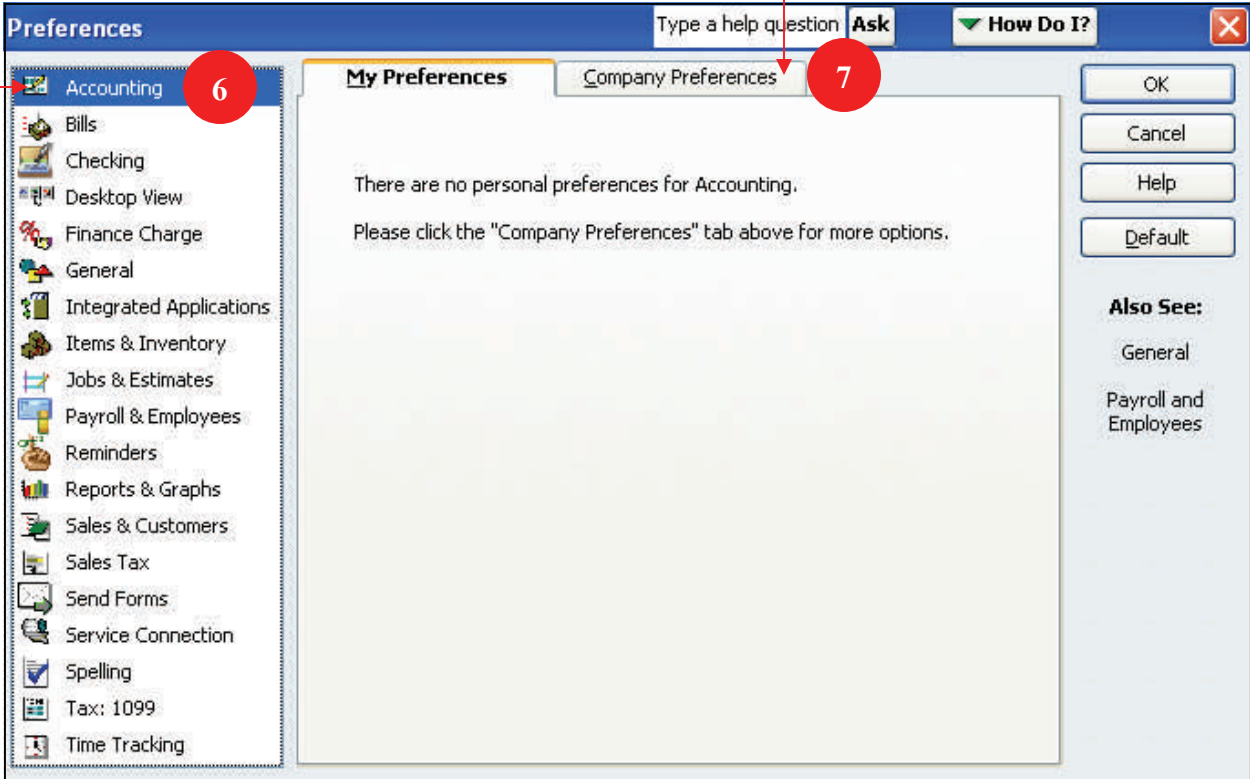 Preferences
Type a help question Ask
How Do I?
Accounting
6
Bills
Checking
Desktop View
Finance Charge
General
Integrated Applications
Items & Inventory
Jobs & Estimates
Payroll & Employees
Reminders
Reports & Graphs
Sales & Customers
Sales Tax
Send Forms
Service Connection
Spelling
Tax: 1099
Time Tracking
My Preferences
Company Preferences
7
There are no personal preferences for Accounting.
Please click the "Company Preferences" tab above for more options.
OK
Cancel
Help
Default
Also See:
General
Payroll and
Employees